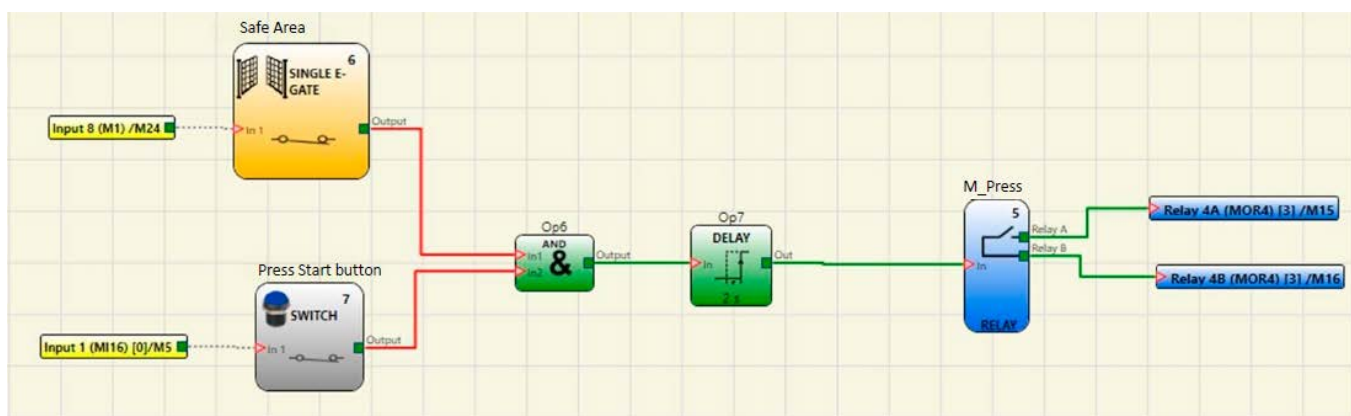 Safe Area
6
SINGLE E-
GATE
Input 8 (M1) /M24
In 1
Output
Press Start button
7
SWITCH
Input 1 (MI16) [0]/M5
In 1
Output
Op6
AND
&
In1
In2
Output
Op7
DELAY
In
Out
2 s
M_Press
5
Relay A
Relay B
In
RELAY
Relay 4A (MOR4) [3] /M15
Relay 4B (MOR4) [3] /M16